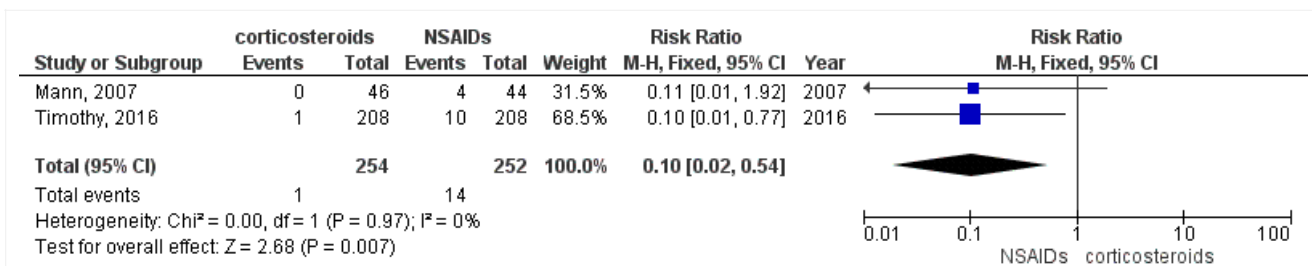 corticosteroids NSAIDs Risk Ratio Risk Ratio
Study or Subgroup Events Total Events Total Weight M-H, Fixed, 95% CI Year M-H, Fixed, 95% CI
Mann, 2007 0 46 4 44 31.5% 0.11 [0.01, 1.92] 2007
Timothy, 2016 1 208 10 208 68.5% 0.10 [0.01, 0.77] 2016
Total (95% CI) 254 252 100.0% 0.10 [0.02, 0.54]
Total events 1 14
Heterogeneity: Chi² = 0.00, df = 1 (P = 0.97); I² = 0%
Test for overall effect: Z = 2.68 (P = 0.007)
0.01 0.1 1 10 100
NSAIDs corticosteroids